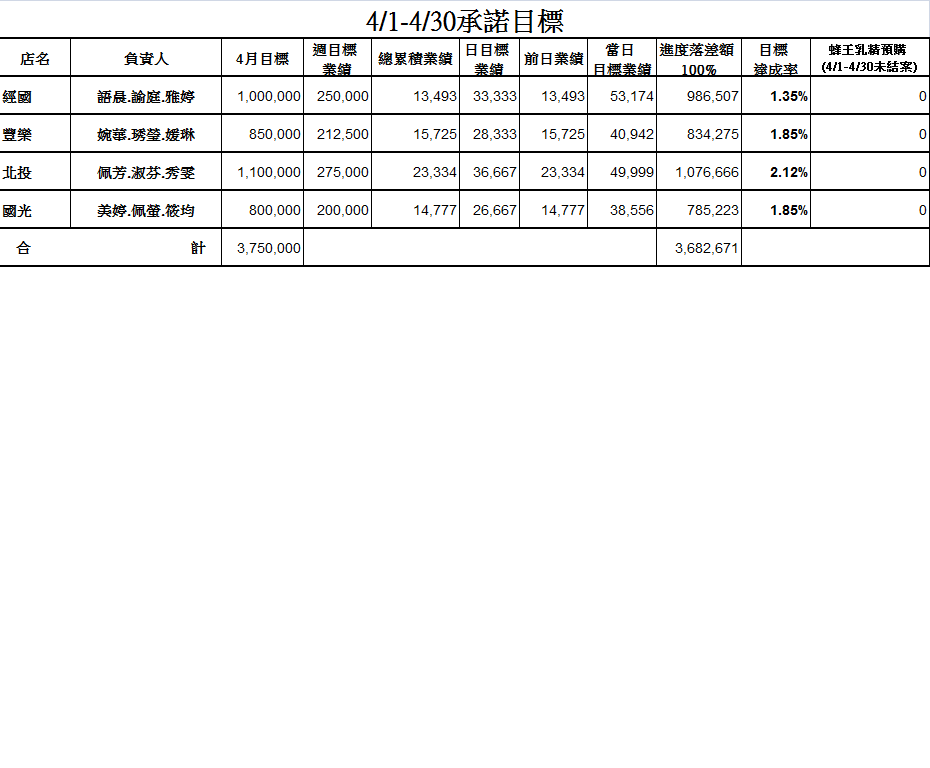 4/1-4/30承諾目標
店名 負責人 4月目標 週目標業績 總累積業績 日目標業績 前日業績 當日目標業績 進度落差額100% 目標達成率 蜂王乳精預購(4/1-4/30未結案)
經國 語晨.諭庭.雅婷 1,000,000 250,000 13,493 33,333 13,493 53,174 986,507 1.35% 0
豐樂 婉華.琇瑩.媛琳 850,000 212,500 15,725 28,333 15,725 40,942 834,275 1.85% 0
北投 佩芳.淑芬.秀雯 1,100,000 275,000 23,334 36,667 23,334 49,999 1,076,666 2.12% 0
國光 美婷.佩螢.筱均 800,000 200,000 14,777 26,667 14,777 38,556 785,223 1.85% 0
合計 3,750,000 3,682,671